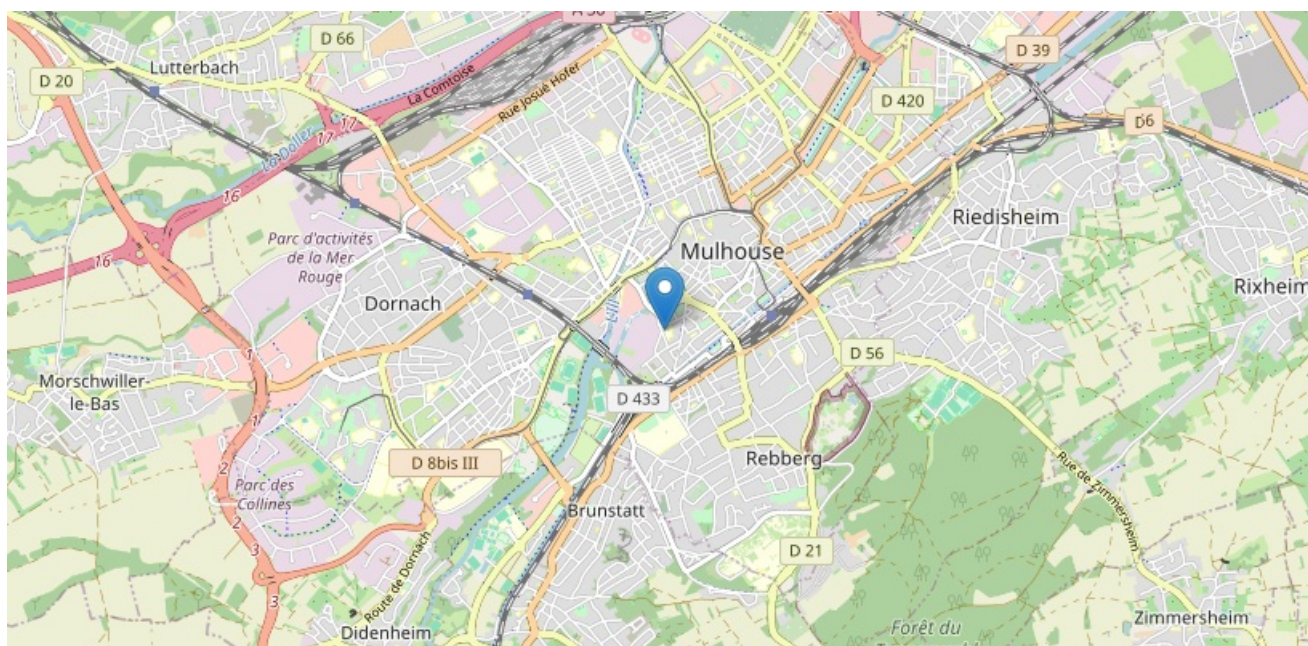 D 66
D 20
Lutterbach
La Comtoise
Rue Josué Hofer
D 39
D 420
D 6
La Doller
17
17
16
16
Parc d'activités
de la Mer
Rouge
Riedisheim
Mulhouse
Rixheim
Dornach
L'Ill
1
D 56
Morschwiller-
le-Bas
D 433
1
2
D 8bis III
Rebberg
Rue de Zimmersheim
Parc des
Collines
2
Brunstatt
3
D 21
3
Route de Dornach
Didenheim
Zimmersheim
Forêt du